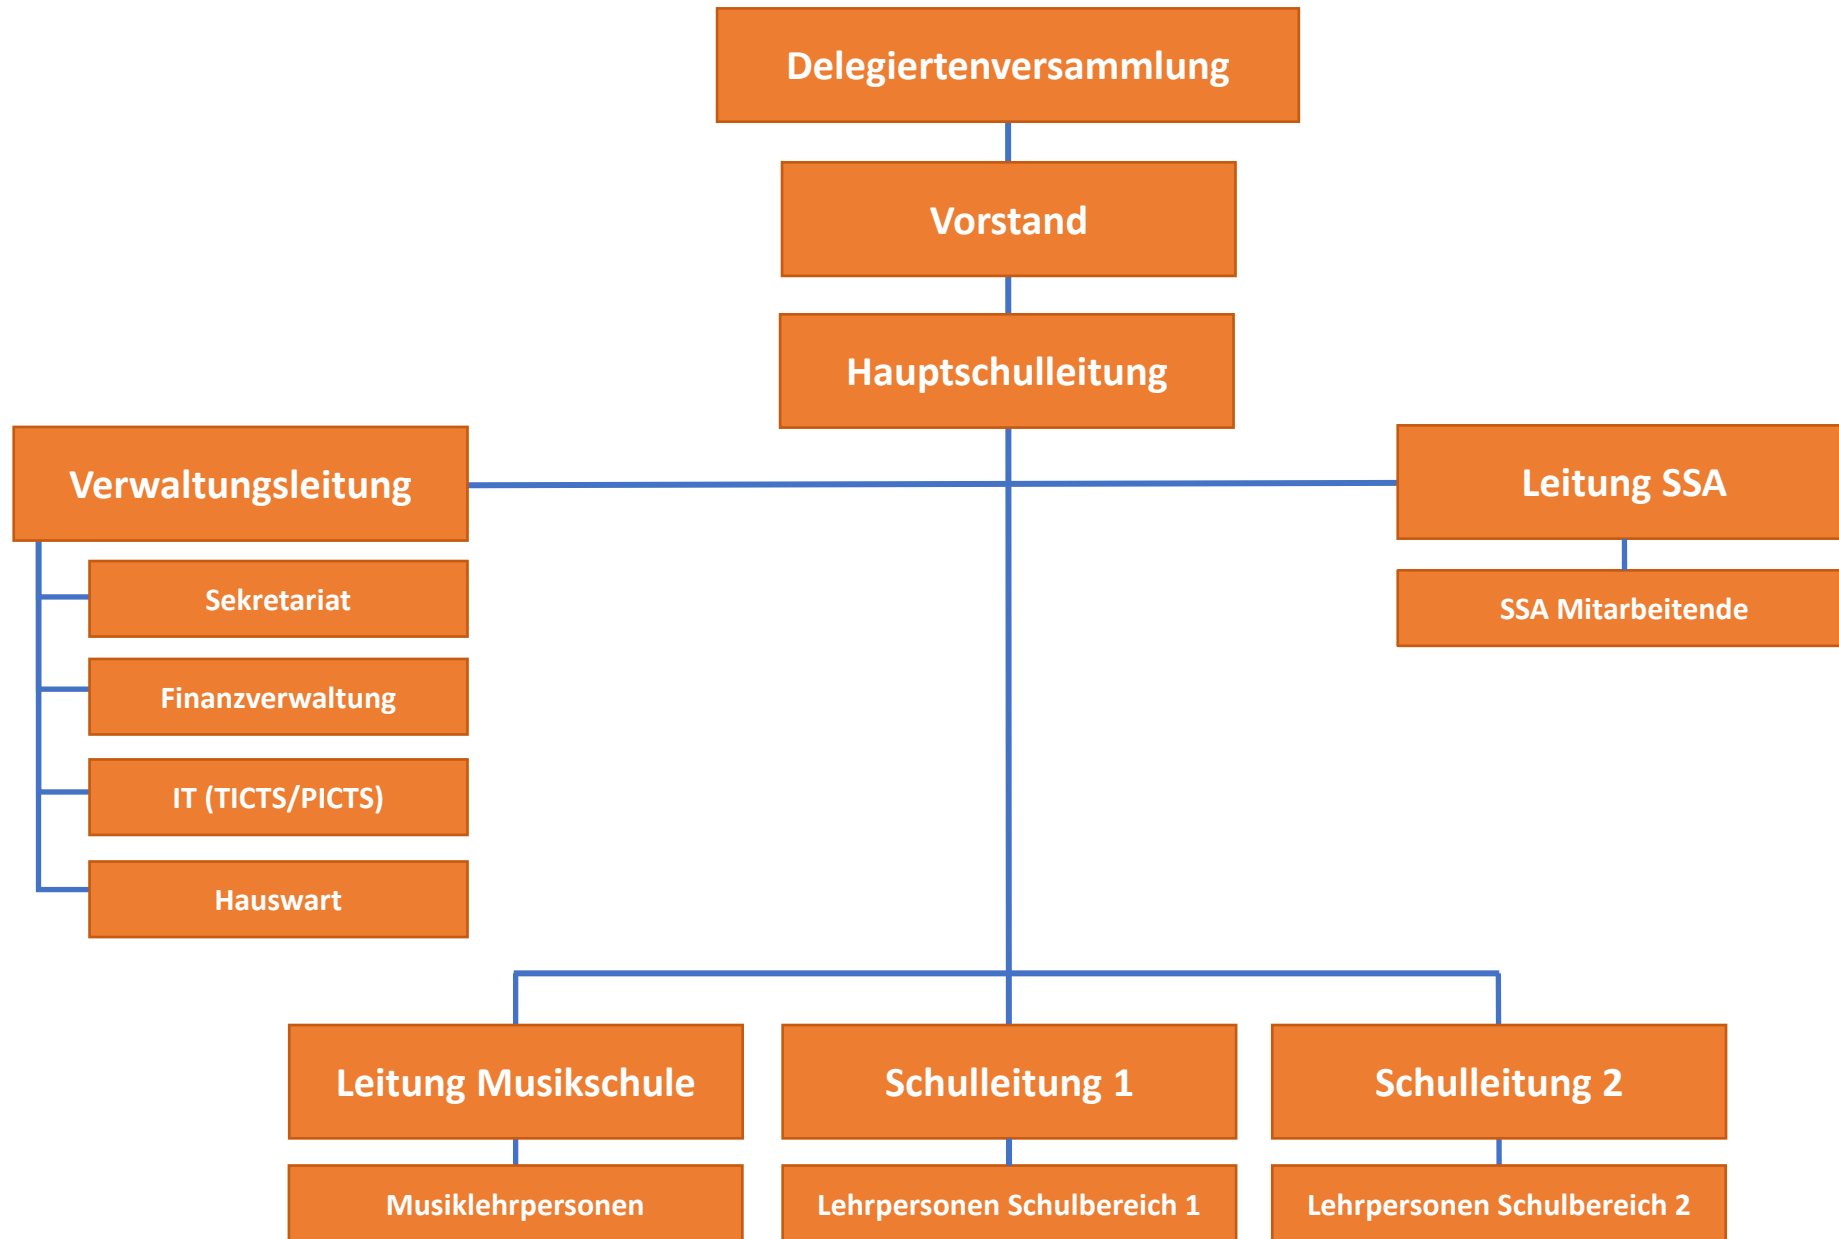 Delegiertenversammlung
Vorstand
Hauptschulleitung
Verwaltungsleitung
Leitung SSA
Sekretariat
SSA Mitarbeitende
Finanzverwaltung
IT (TICTS/PICTS)
Hauswart
Leitung Musikschule
Schulleitung 1
Schulleitung 2
Musiklehrpersonen
Lehrpersonen Schulbereich 1
Lehrpersonen Schulbereich 2